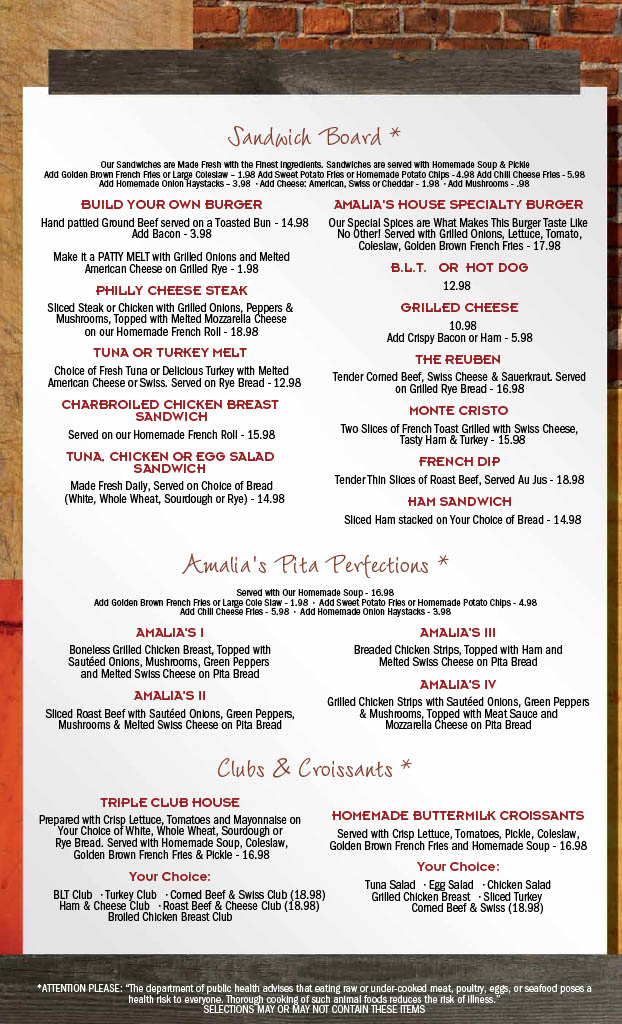 Sandwich Board *
Our Sandwiches are Made Fresh with the Finest Ingredients. Sandwiches are served with Homemade Soup & Pickle
Add Golden Brown French Fries or Large Coleslaw – 1.98 Add Sweet Potato Fries or Homemade Potato Chips - 4.98 Add Chili Cheese Fries - 5.98
Add Homemade Onion Haystacks – 3.98 · Add Cheese: American, Swiss or Cheddar - 1.98 · Add Mushrooms - .98
BUILD YOUR OWN BURGER
Hand pattied Ground Beef served on a Toasted Bun - 14.98
Add Bacon - 3.98
Make it a PATTY MELT with Grilled Onions and Melted
American Cheese on Grilled Rye - 1.98
PHILLY CHEESE STEAK
Sliced Steak or Chicken with Grilled Onions, Peppers &
Mushrooms, Topped with Melted Mozzarella Cheese
on our Homemade French Roll - 18.98
TUNA OR TURKEY MELT
Choice of Fresh Tuna or Delicious Turkey with Melted
American Cheese or Swiss. Served on Rye Bread - 12.98
CHARBROILED CHICKEN BREAST
SANDWICH
Served on our Homemade French Roll - 15.98
TUNA, CHICKEN OR EGG SALAD
SANDWICH
Made Fresh Daily, Served on Choice of Bread
(White, Whole Wheat, Sourdough or Rye) - 14.98
AMALIA'S HOUSE SPECIALTY BURGER
Our Special Spices are What Makes This Burger Taste Like
No Other! Served with Grilled Onions, Lettuce, Tomato,
Coleslaw, Golden Brown French Fries - 17.98
B.L.T. OR HOT DOG
12.98
GRILLED CHEESE
10.98
Add Crispy Bacon or Ham - 5.98
THE REUBEN
Tender Corned Beef, Swiss Cheese & Sauerkraut. Served
on Grilled Rye Bread - 16.98
MONTE CRISTO
Two Slices of French Toast Grilled with Swiss Cheese,
Tasty Ham & Turkey - 15.98
FRENCH DIP
Tender Thin Slices of Roast Beef, Served Au Jus - 18.98
HAM SANDWICH
Sliced Ham stacked on Your Choice of Bread - 14.98
Amalia's Pita Perfections *
Served with Our Homemade Soup - 16.98
Add Golden Brown French Fries or Large Cole Slaw - 1.98 · Add Sweet Potato Fries or Homemade Potato Chips - 4.98
Add Chili Cheese Fries - 5.98 · Add Homemade Onion Haystacks - 3.98
AMALIA'S I
Boneless Grilled Chicken Breast, Topped with
Sautéed Onions, Mushrooms, Green Peppers
and Melted Swiss Cheese on Pita Bread
AMALIA'S II
Sliced Roast Beef with Sautéed Onions, Green Peppers,
Mushrooms & Melted Swiss Cheese on Pita Bread
AMALIA'S III
Breaded Chicken Strips, Topped with Ham and
Melted Swiss Cheese on Pita Bread
AMALIA'S IV
Grilled Chicken Strips with Sautéed Onions, Green Peppers
& Mushrooms, Topped with Meat Sauce and
Mozzarella Cheese on Pita Bread
Clubs & Croissants *
TRIPLE CLUB HOUSE
Prepared with Crisp Lettuce, Tomatoes and Mayonnaise on
Your Choice of White, Whole Wheat, Sourdough or
Rye Bread. Served with Homemade Soup, Coleslaw,
Golden Brown French Fries & Pickle - 16.98
Your Choice:
BLT Club · Turkey Club · Corned Beef & Swiss Club (18.98)
Ham & Cheese Club · Roast Beef & Cheese Club (18.98)
Broiled Chicken Breast Club
HOMEMADE BUTTERMILK CROISSANTS
Served with Crisp Lettuce, Tomatoes, Pickle, Coleslaw,
Golden Brown French Fries and Homemade Soup - 16.98
Your Choice:
Tuna Salad · Egg Salad · Chicken Salad
Grilled Chicken Breast · Sliced Turkey
Corned Beef & Swiss (18.98)
*ATTENTION PLEASE: "The department of public health advises that eating raw or under-cooked meat, poultry, eggs, or seafood poses a
health risk to everyone. Thorough cooking of such animal foods reduces the risk of illness."
SELECTIONS MAY OR MAY NOT CONTAIN THESE ITEMS